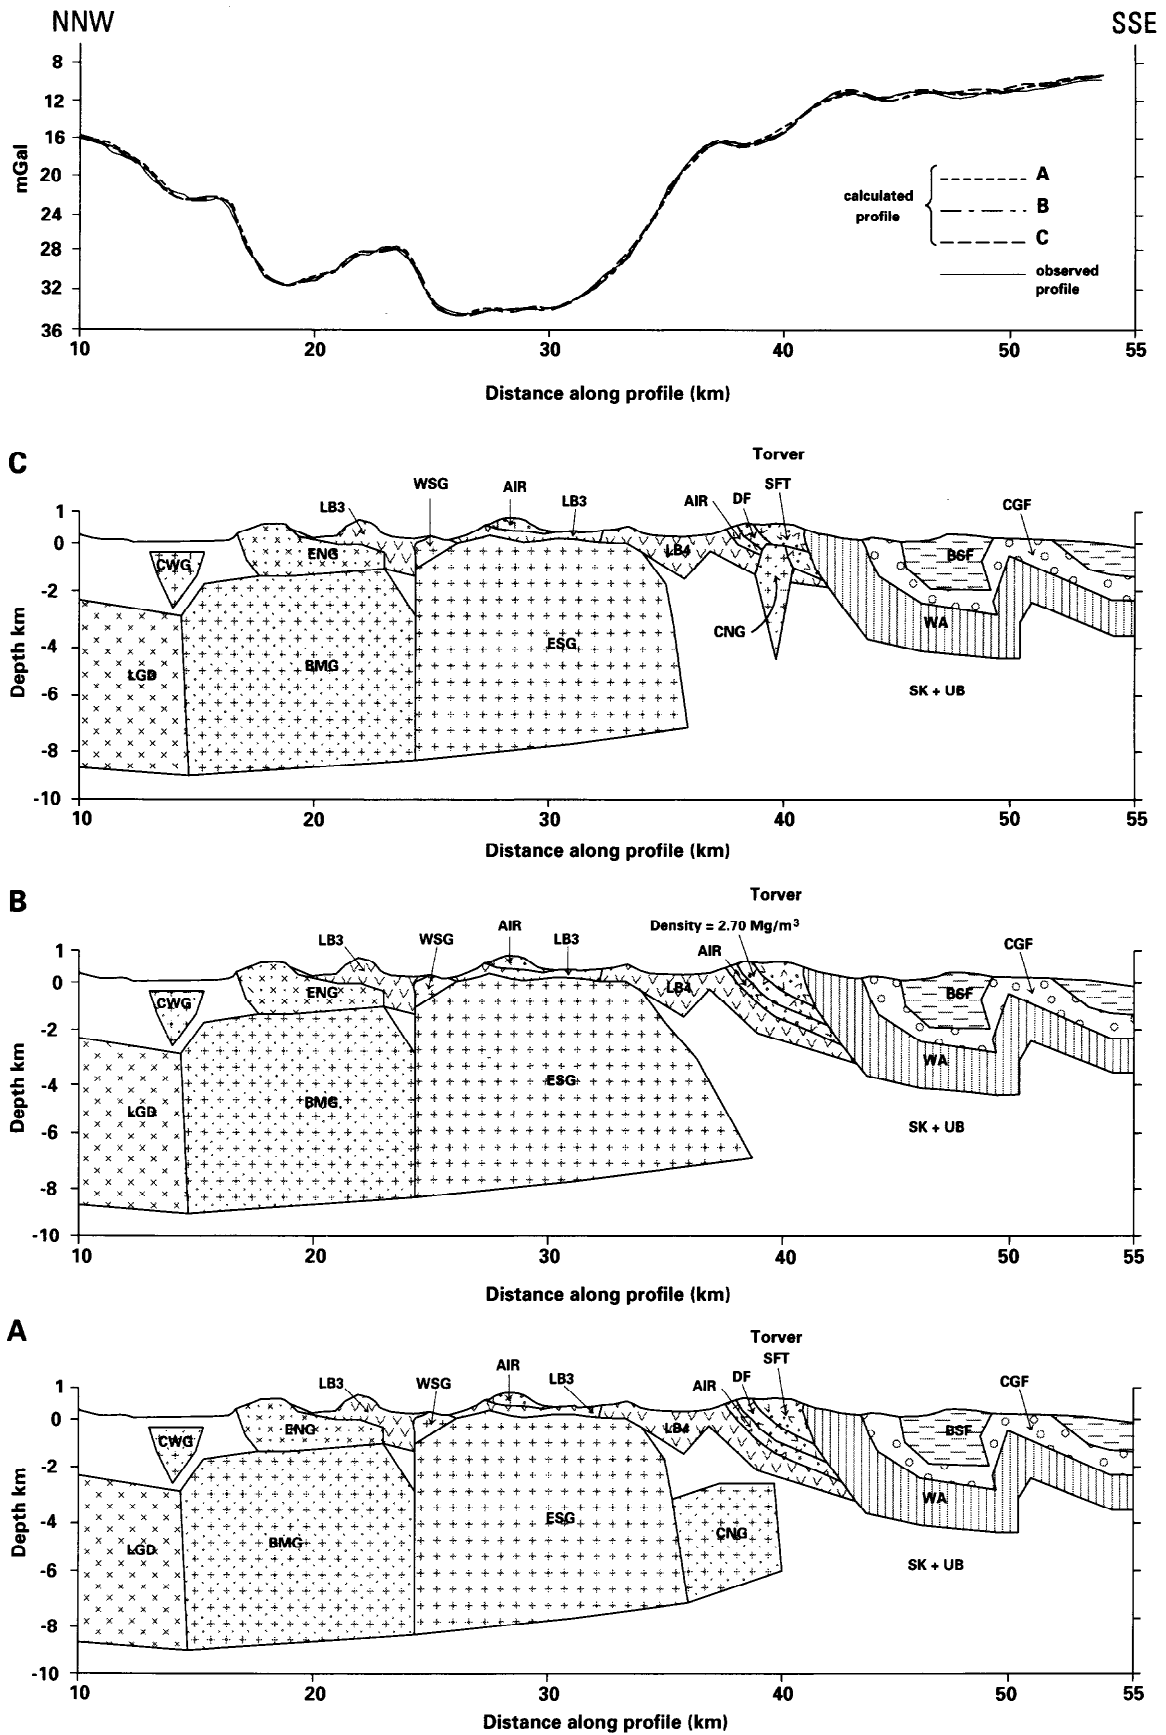 NNW SSE
8
12
16
20
24
28
32
36
mGal
calculated profile
A
B
C
observed profile
10 20 30 40 50 55
Distance along profile (km)
C
Torver
LB3 WSG AIR LB3 AIR DF SFT CGF
1
0
-2
-4
-6
-8
-10
Depth km
CWG ENG LB4 BSF
CNG WA
LGD BMG ESG
SK + UB
10 20 30 40 50 55
Distance along profile (km)
B
Torver
Density = 2.70 Mg/m³
LB3 WSG AIR LB3 AIR CGF
1
0
-2
-4
-6
-8
-10
Depth km
CWG ENG LB4 BSF
WA
LGD BMG ESG
SK + UB
10 20 30 40 50 55
Distance along profile (km)
A
Torver
SFT
LB3 WSG AIR LB3 AIR DF CGF
1
0
-2
-4
-6
-8
-10
Depth km
CWG ENG LB4 BSF
WA
LGD BMG ESG CNG
SK + UB
10 20 30 40 50 55
Distance along profile (km)